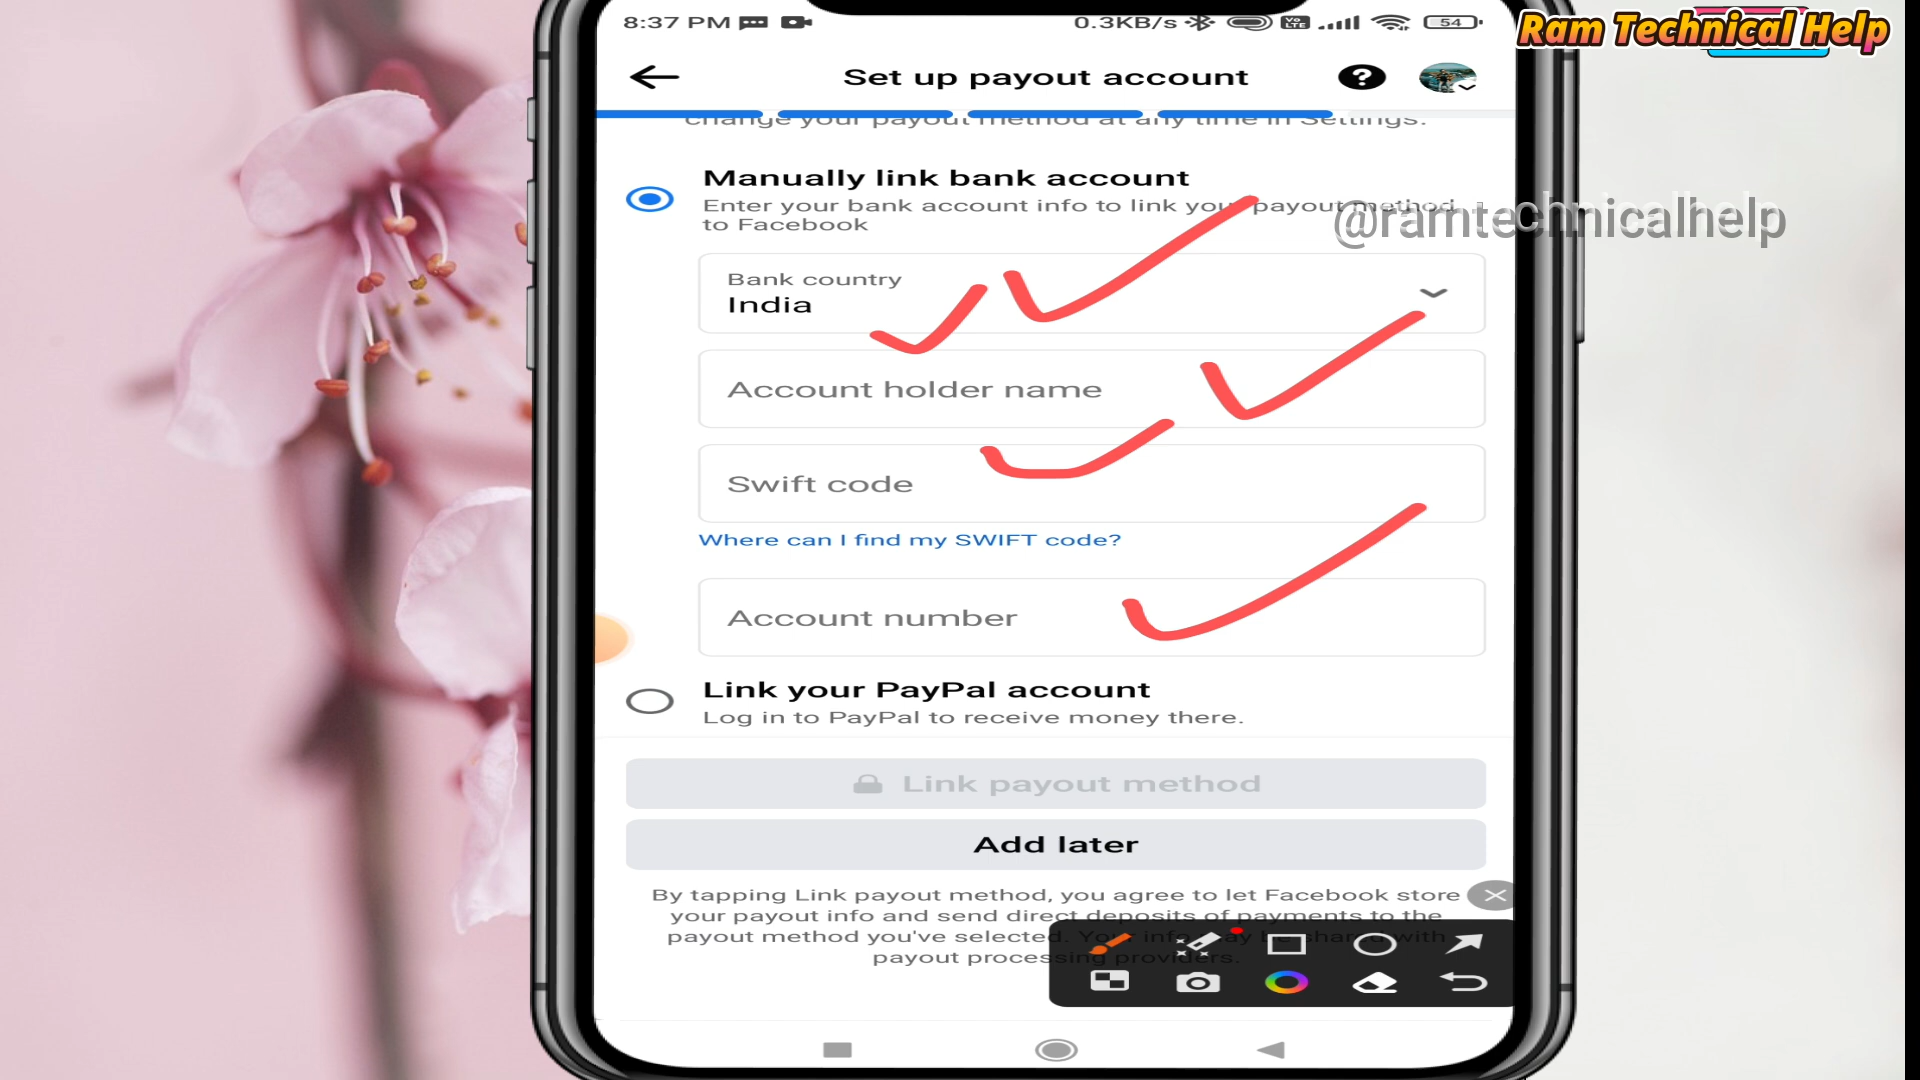 8:37 PM 0.3KB/s Vo LTE 54
Ram Technical Help
Set up payout account ?
change your payout method at any time in Settings.
Manually link bank account
Enter your bank account info to link your payout method
to Facebook
@ramtechnicalhelp
Bank country
India
Account holder name
Swift code
Where can I find my SWIFT code?
Account number
Link your PayPal account
Log in to PayPal to receive money there.
Link payout method
Add later
By tapping Link payout method, you agree to let Facebook store
your payout info and send direct deposits of payments to the
payout method you've selected. Your info may be shared with
payout processing providers.